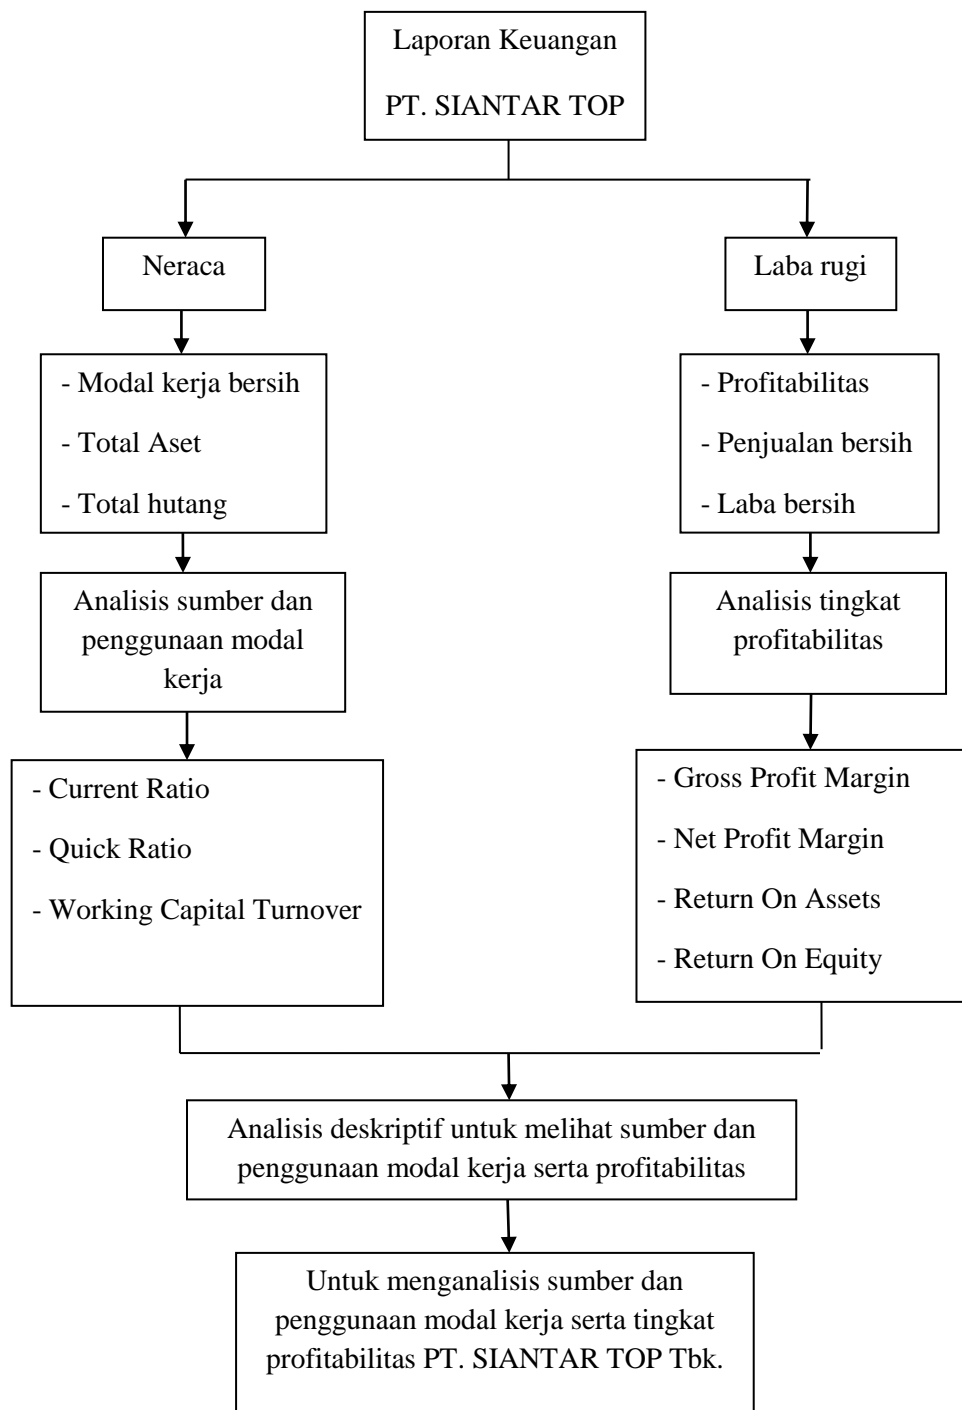 Laporan Keuangan
PT. SIANTAR TOP
Neraca
Laba rugi
- Modal kerja bersih
- Total Aset
- Total hutang
- Profitabilitas
- Penjualan bersih
- Laba bersih
Analisis sumber dan
penggunaan modal
kerja
Analisis tingkat
profitabilitas
- Current Ratio
- Quick Ratio
- Working Capital Turnover
- Gross Profit Margin
- Net Profit Margin
- Return On Assets
- Return On Equity
Analisis deskriptif untuk melihat sumber dan
penggunaan modal kerja serta profitabilitas
Untuk menganalisis sumber dan
penggunaan modal kerja serta tingkat
profitabilitas PT. SIANTAR TOP Tbk.